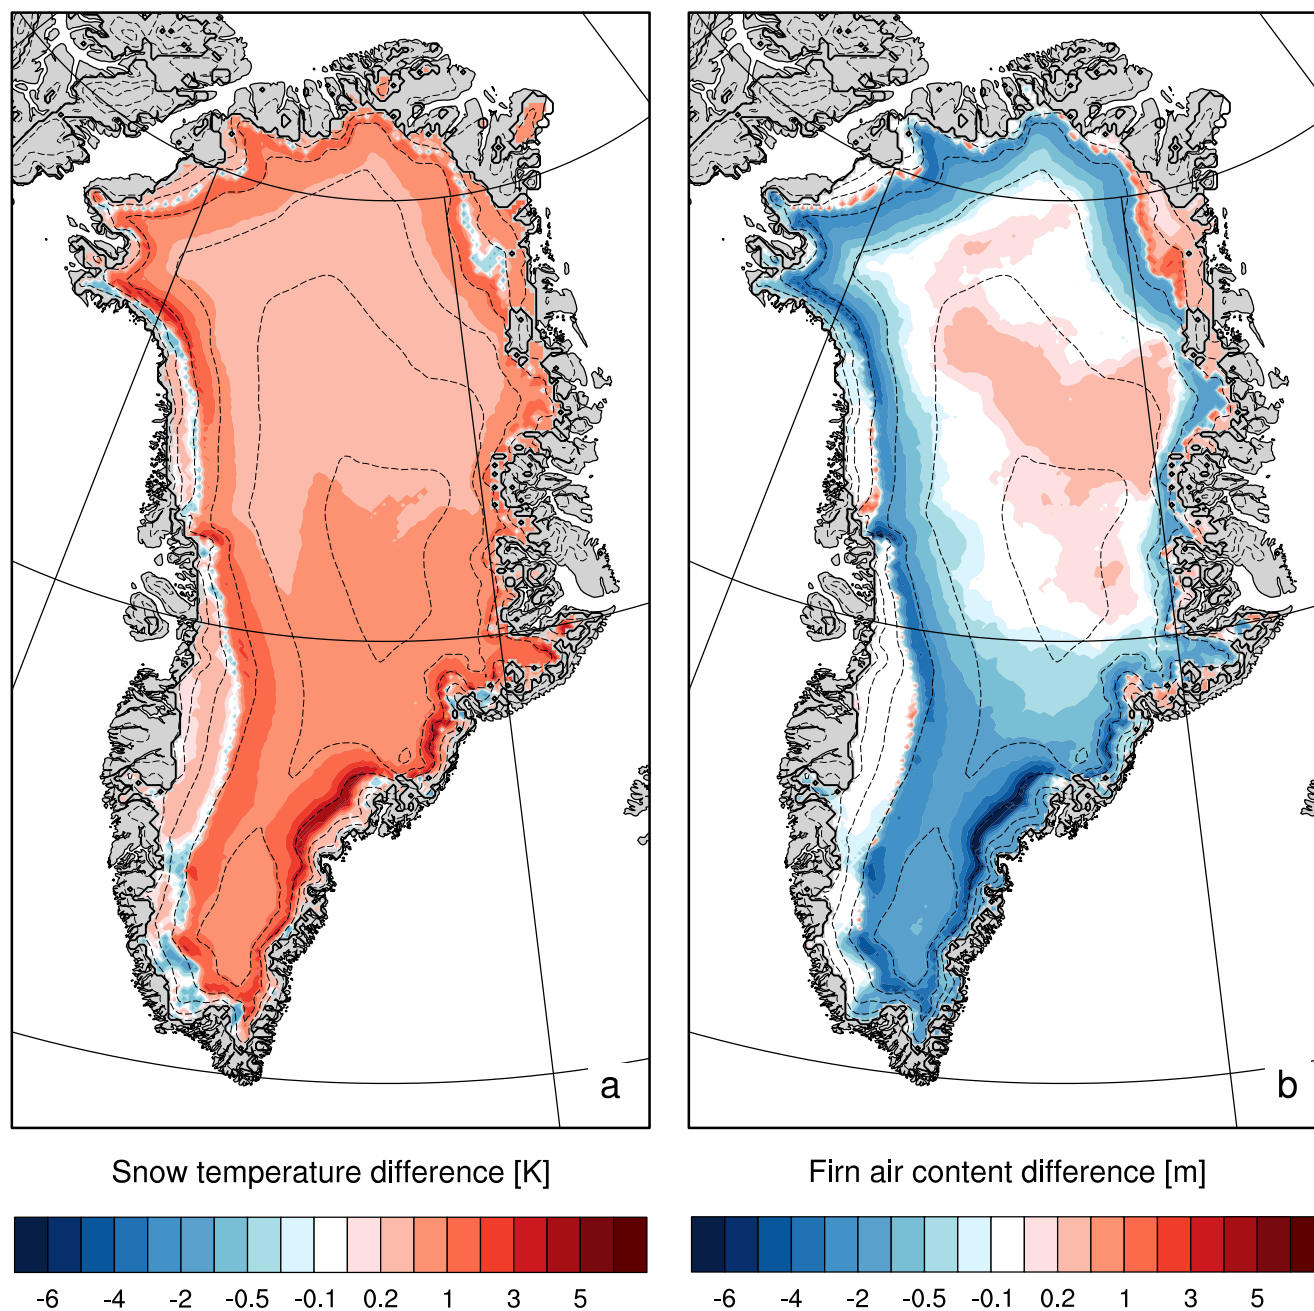 a
b
Snow temperature difference [K]
Firn air content difference [m]
-6 -4 -2 -0.5 -0.1 0.2 1 3 5
-6 -4 -2 -0.5 -0.1 0.2 1 3 5